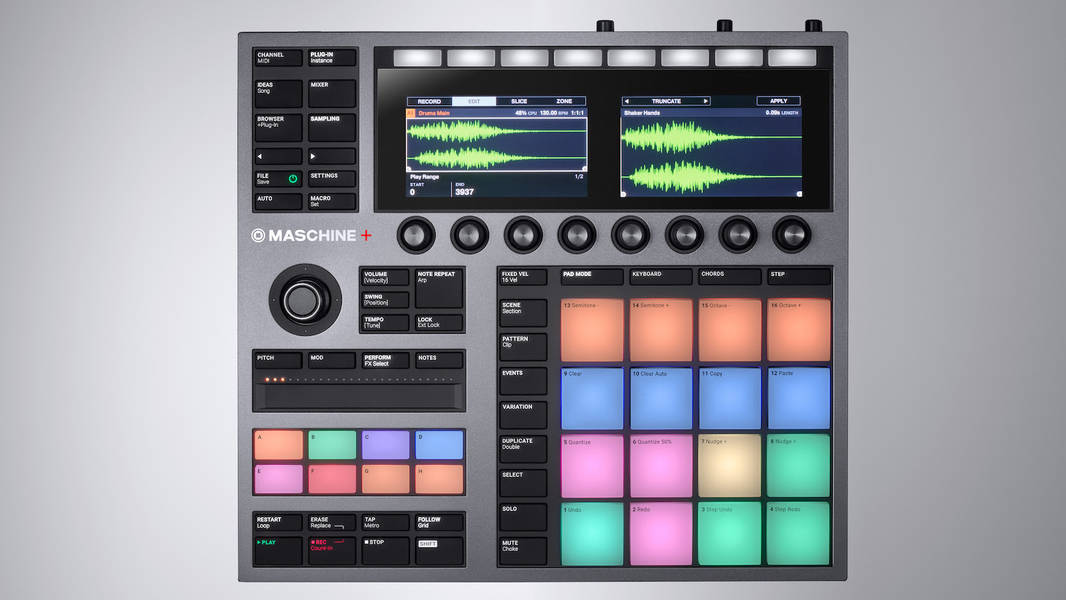 CHANNEL
MIDI
PLUG-IN
Instance
IDEAS
Song
MIXER
BROWSER
+Plug-In
SAMPLING
FILE
Save
SETTINGS
AUTO
MACRO
Set
RECORD EDIT SLICE ZONE
Drums Main 48% CPU 130.00 BPM 1:1:1
Play Range 1/2
START
0
END
3937
TRUNCATE APPLY
Shaker Hands 0.09s LENGTH
MASCHINE +
VOLUME
[Velocity]
NOTE REPEAT
Arp
SWING
[Position]
TEMPO
[Tune]
LOCK
Ext Lock
PITCH
MOD
PERFORM
FX Select
NOTES
A
B
C
D
E
F
G
H
RESTART
Loop
ERASE
Replace
TAP
Metro
FOLLOW
Grid
PLAY
REC
Count-In
STOP
SHIFT
FIXED VEL
16 Vel
PAD MODE
KEYBOARD
CHORDS
STEP
SCENE
Section
PATTERN
Clip
EVENTS
VARIATION
DUPLICATE
Double
SELECT
SOLO
MUTE
Choke
13 Semitone -
14 Semitone +
15 Octave -
16 Octave +
9 Clear
10 Clear Auto
11 Copy
12 Paste
5 Quantize
6 Quantize 50%
7 Nudge <
8 Nudge >
1 Undo
2 Redo
3 Step Undo
4 Step Redo